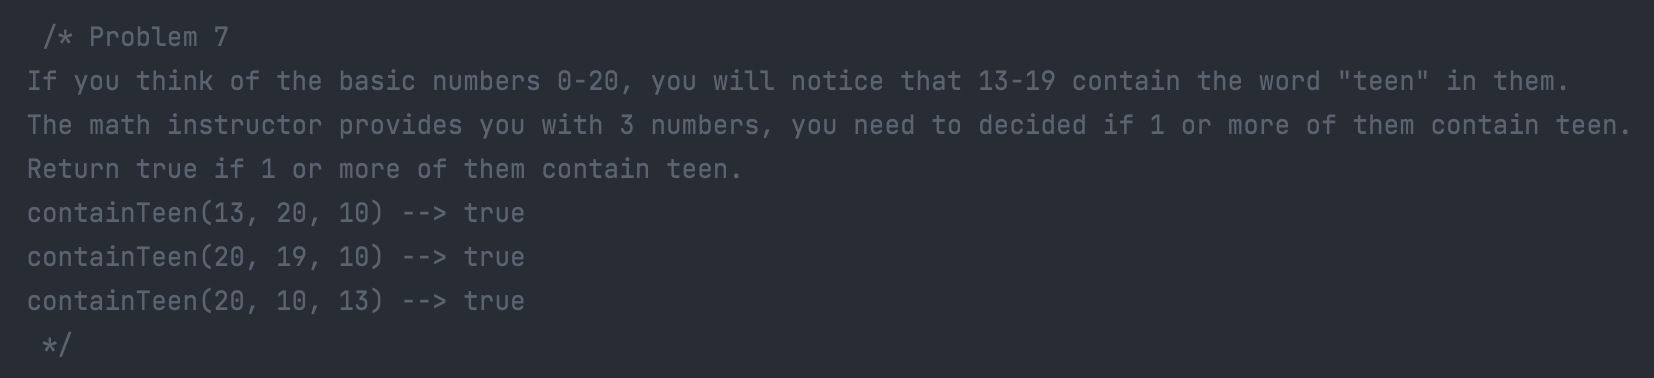 /* Problem 7
If you think of the basic numbers 0-20, you will notice that 13-19 contain the word "teen" in them.
The math instructor provides you with 3 numbers, you need to decided if 1 or more of them contain teen.
Return true if 1 or more of them contain teen.
containTeen(13, 20, 10) --> true
containTeen(20, 19, 10) --> true
containTeen(20, 10, 13) --> true
*/